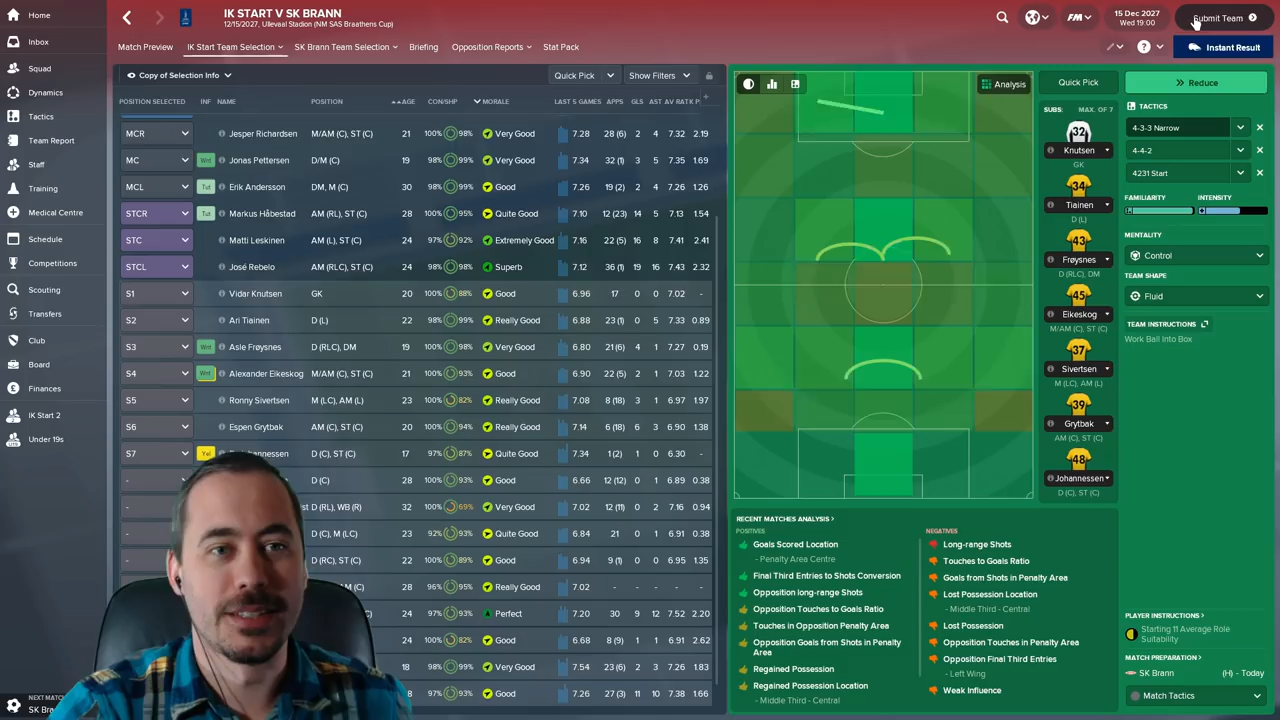 Home
Inbox
Squad
Dynamics
Tactics
Team Report
Staff
Training
Medical Centre
Schedule
Competitions
Scouting
Transfers
Club
Board
Finances
IK Start 2
Under 19s
NEXT MATCH
SK Bra
IK START V SK BRANN
12/15/2027, Ullevaal Stadion (NM SAS Braathens Cup)
FM
15 Dec 2027
Wed 19:00
Submit Team
Match Preview
IK Start Team Selection
SK Brann Team Selection
Briefing
Opposition Reports
Stat Pack
?
Instant Result
Copy of Selection Info
Quick Pick
Show Filters
POSITION SELECTED INF NAME POSITION AGE CON/SHP MORALE LAST 5 GAMES APPS GLS AST AV RAT
MCR Jesper Richardsen M/AM (C), ST (C) 21 100% 98% Very Good 7.28 28 (6) 2 4 7.32 2.19
MC Wnt Jonas Pettersen D/M (C) 19 98% 99% Very Good 7.34 32 (1) 3 8 7.35 1.69
MCL Tut Erik Andersson DM, M (C) 98% 99% Good 7.26 19 (2) 2 4 7.26 1.26
STCR Tut Markus Håbestad AM (RL), ST (C) 28 100% 95% Quite Good 7.10 12 (23) 14 5 7.13 1.54
STC Matti Leskinen AM (L), ST (C) 24 97% Extremely Good 7.16 22 (5) 16 8 7.41 2.41
STCL José Rebelo AM (RL), ST (C) 24 98% 95% Superb 7.12 36 (1) 19 16 7.43 2.32
S1 Vidar Knutsen GK 20 100% 88% Good 6.96 17 0 0 7.02 -
S2 Ari Tiainen D (L) 100% 99% Really Good 6.88 23 (1) 0 5 7.33 0.89
S3 Wnt Asle Frøysnes D (RLC), DM 100% Good 6.80 21 (6) 4 1 7.27 0.19
S4 Wnt Alexander Eikeskog M/AM (C), ST (C) 21 100% 93% Good 6.90 22 (5) 2 1 7.03 1.22
S5 Ronny Sivertsen M (LC), AM (L) 23 100% 82% Really Good 7.08 18 (8) 3 1 6.97 1.97
S6 Espen Grytbak AM (C), ST (C) 21 100% 94% Really Good 7.14 6 (18) 3 6.90 1.38
S7 Yel hannessen D (C), ST (C) 17 98% 92% Quite Good 7.34 1 (2) 1 0 6.30 -
- D (C) 28 100% Good 6.66 12 (12) 0 1 6.89 0.38
- st D (C), WB (R) 69% Very Good 7.02 11 (1) 0 7.16 0.94
D (C), M (LC) 100% Quite Good 6.84 21 0 0 6.91 0.38
D (RC) 22 100% 89% Good 6.94 9 (1) 0 0 6.95 1.35
28 96% 92% Really Good 7.02 - - - - -
24 100% 93% Perfect 7.20 30 9 12 7.52 2.20
24 100% Good 6.68 8 (9) 1 1 6.91 2.62
18 98% Very Good 7.54 23 (6) 2 3 7.26 1.83
98% 93% Good 7.26 27 (3) 11 10 7.38 1.66
Analysis
Quick Pick
SUBS: MAX. OF 7
32
Knutsen
GK
34
Tiainen
D (L)
43
Frøysnes
D (RLC), DM
45
Eikeskog
M/AM (C), ST (C)
37
Sivertsen
M (LC), AM (L)
39
Grytbak
AM (C), ST (C)
48
Johannessen
D (C), ST (C)
Reduce
TACTICS
4-3-3 Narrow
4-4-2
4231 Start
FAMILIARITY INTENSITY
MENTALITY
Control
TEAM SHAPE
Fluid
TEAM INSTRUCTIONS
Work Ball Into Box
PLAYER INSTRUCTIONS >
Starting 11 Average Role
Suitability
MATCH PREPARATION >
SK Brann (H) - Today
Match Tactics
RECENT MATCHES ANALYSIS >
POSITIVES
Goals Scored Location
- Penalty Area Centre
Final Third Entries to Shots Conversion
Opposition long-range Shots
Opposition Touches to Goals Ratio
Touches in Opposition Penalty Area
Opposition Goals from Shots in Penalty
Area
Regained Possession
Regained Possession Location
- Middle Third - Central
NEGATIVES
Long-range Shots
Touches to Goals Ratio
Goals from Shots in Penalty Area
Lost Possession Location
- Middle Third - Central
Lost Possession
Opposition Touches in Penalty Area
Opposition Final Third Entries
- Left Wing
Weak Influence